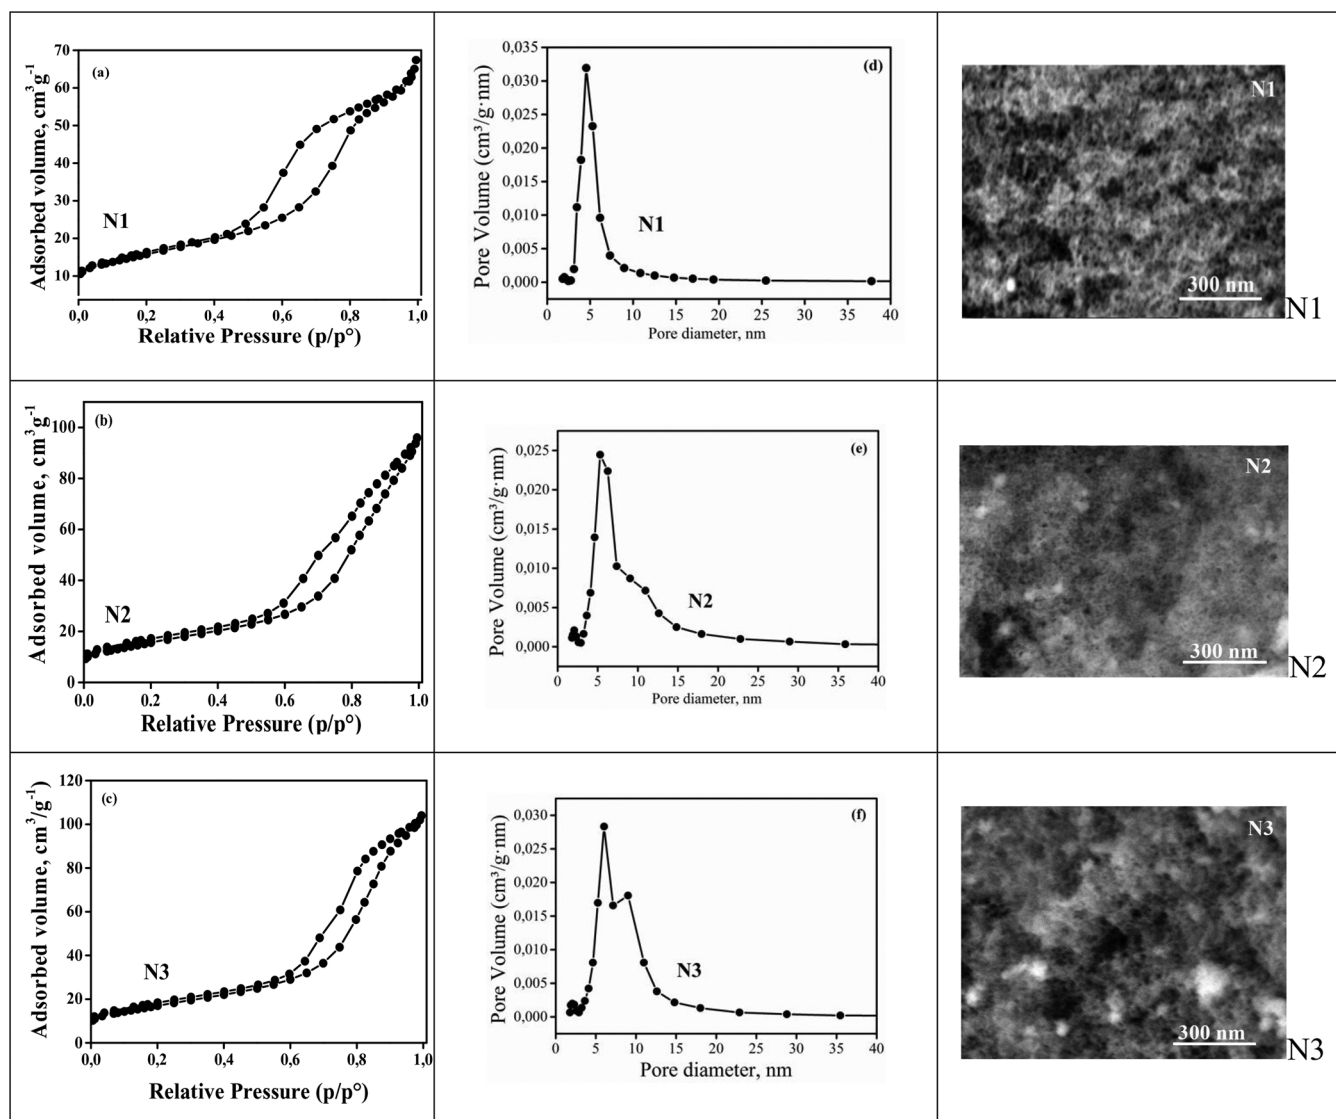 (a)
70
60
50
40
30
20
10
Adsorbed volume, cm³g⁻¹
N1
0,0 0,2 0,4 0,6 0,8 1,0
Relative Pressure (p/p°)
(d)
0,035
0,030
0,025
0,020
0,015
0,010
0,005
0,000
Pore Volume (cm³/g·nm)
N1
0 5 10 15 20 25 30 35 40
Pore diameter, nm
N1
300 nm
N1
(b)
100
80
60
40
20
0
Adsorbed volume, cm³g⁻¹
N2
0.0 0.2 0.4 0.6 0.8 1.0
Relative Pressure (p/p°)
(e)
0,025
0,020
0,015
0,010
0,005
0,000
Pore Volume (cm³/g·nm)
N2
0 5 10 15 20 25 30 35 40
Pore diameter, nm
N2
300 nm
N2
(c)
120
100
80
60
40
20
0
Adsorbed volume, cm³/g⁻¹)
N3
0,0 0,2 0,4 0,6 0,8 1,0
Relative Pressure (p/p°)
(f)
0,030
0,025
0,020
0,015
0,010
0,005
0,000
Pore Volume (cm³/g·nm)
N3
0 5 10 15 20 25 30 35 40
Pore diameter, nm
N3
300 nm
N3